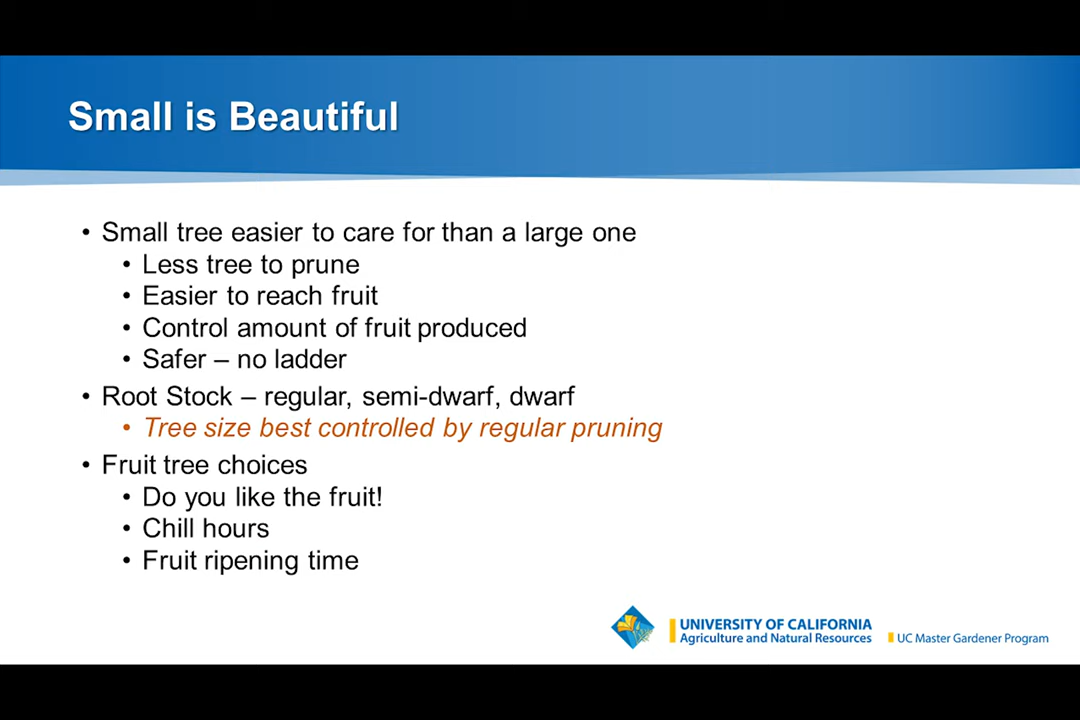 Small is Beautiful
• Small tree easier to care for than a large one
• Less tree to prune
• Easier to reach fruit
• Control amount of fruit produced
• Safer – no ladder
• Root Stock – regular, semi-dwarf, dwarf
• Tree size best controlled by regular pruning
• Fruit tree choices
• Do you like the fruit!
• Chill hours
• Fruit ripening time
UNIVERSITY OF CALIFORNIA
Agriculture and Natural Resources
UC Master Gardener Program